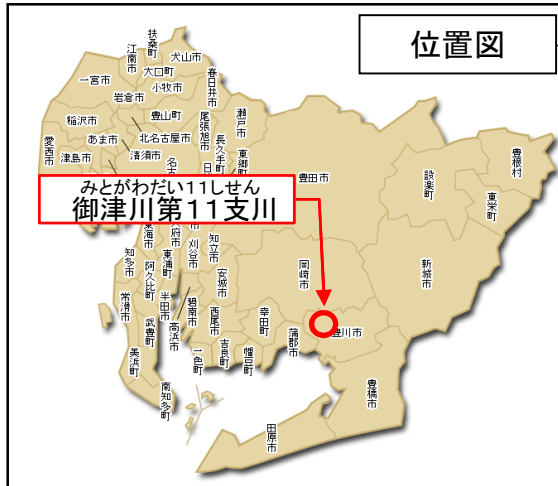 位置図
扶桑町
江南市
犬山市
大口町
一宮市
小牧市
岩倉市
春日井市
稲沢市
豊山町
瀬戸市
尾張旭市
長久手町
愛西市
あま市
北名古屋市
津島市
清須市
東郷町
豊田市
設楽町
豊根村
東栄町
みとがわだい11しせん
御津川第11支川
東海市
東浦町
刈谷市
知立市
知多市
阿久比町
安城市
岡崎市
新城市
常滑市
半田市
碧南市
西尾市
幸田町
高浜市
武豊町
蒲郡市
豊川市
美浜町
一色町
吉良町
幡豆町
南知多町
豊橋市
田原市